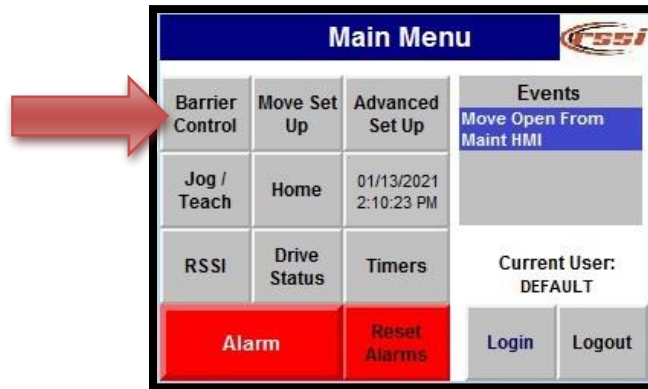 Main Menu
rssi
Barrier
Control
Move Set
Up
Advanced
Set Up
Events
Move Open From
Maint HMI
Jog /
Teach
Home
01/13/2021
2:10:23 PM
RSSI
Drive
Status
Timers
Current User:
DEFAULT
Alarm
Reset
Alarms
Login
Logout